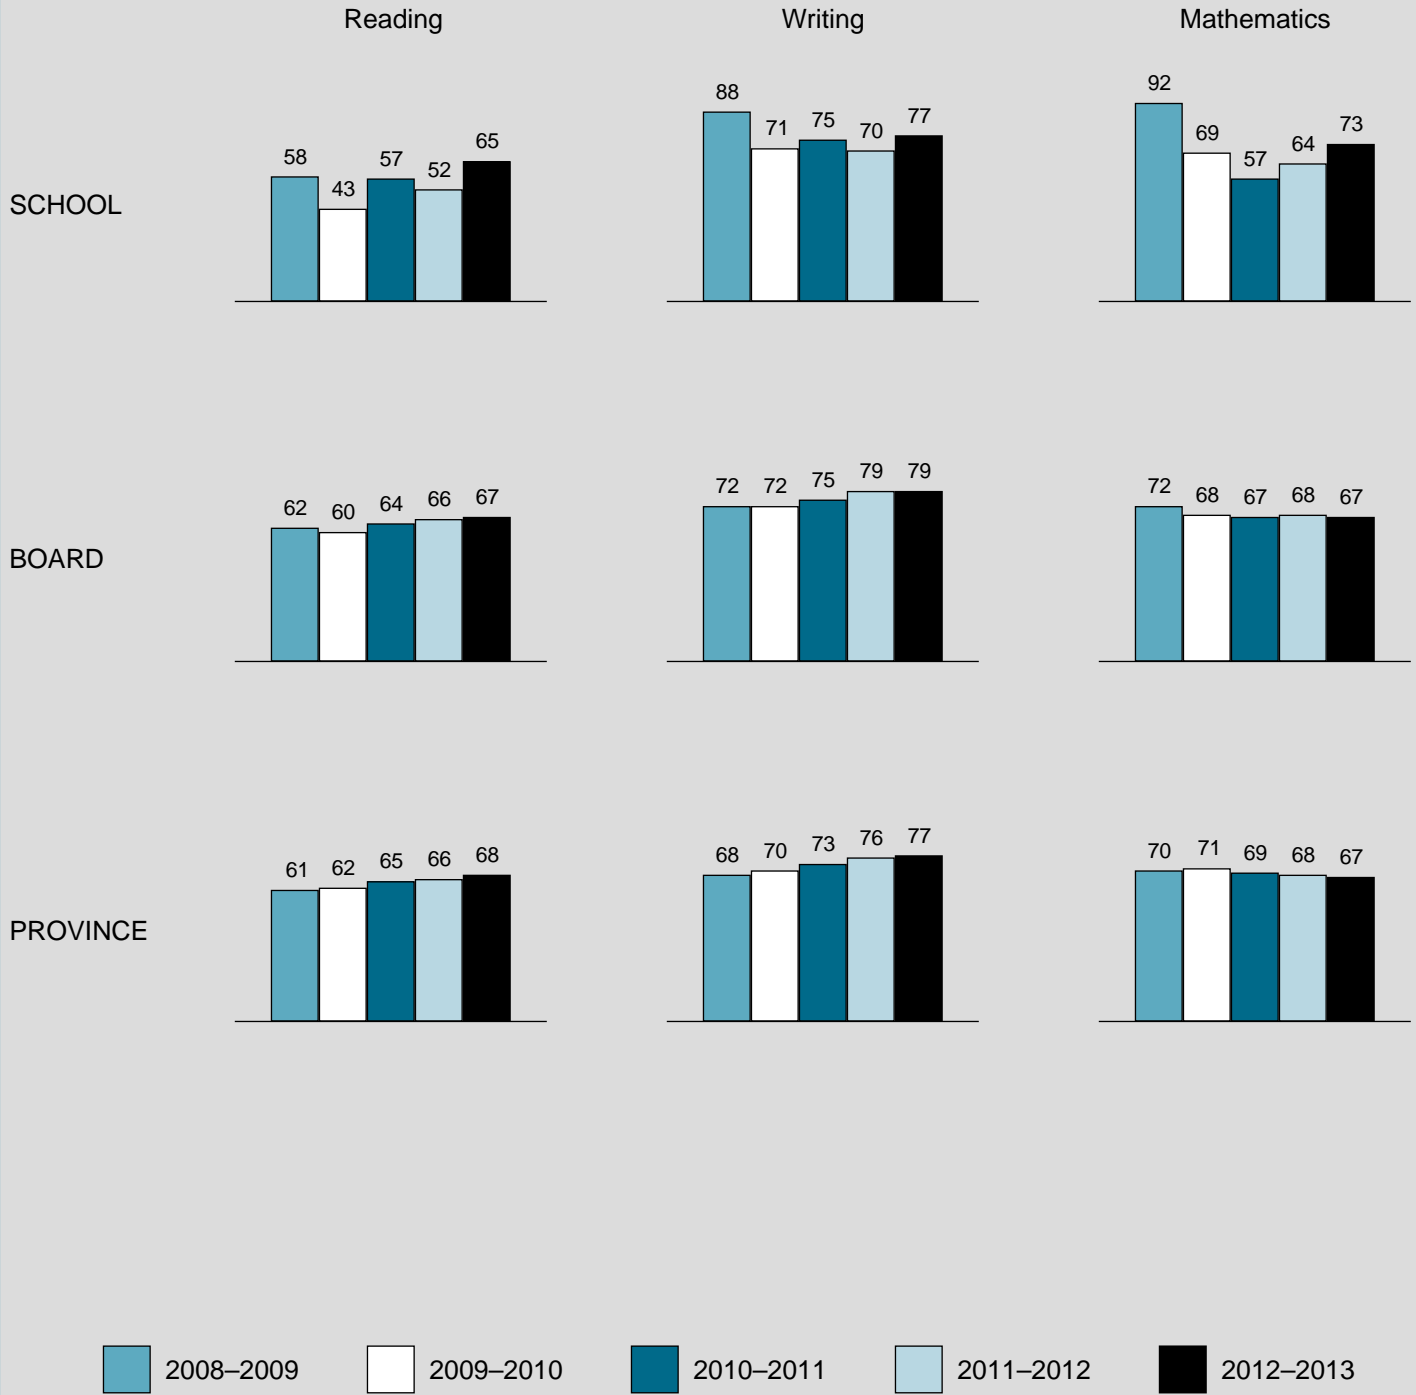 Reading Writing Mathematics
SCHOOL
58 43 57 52 65
88 71 75 70 77
92 69 57 64 73
BOARD
62 60 64 66 67
72 72 75 79 79
72 68 67 68 67
PROVINCE
61 62 65 66 68
68 70 73 76 77
70 71 69 68 67
2008–2009 2009–2010 2010–2011 2011–2012 2012–2013